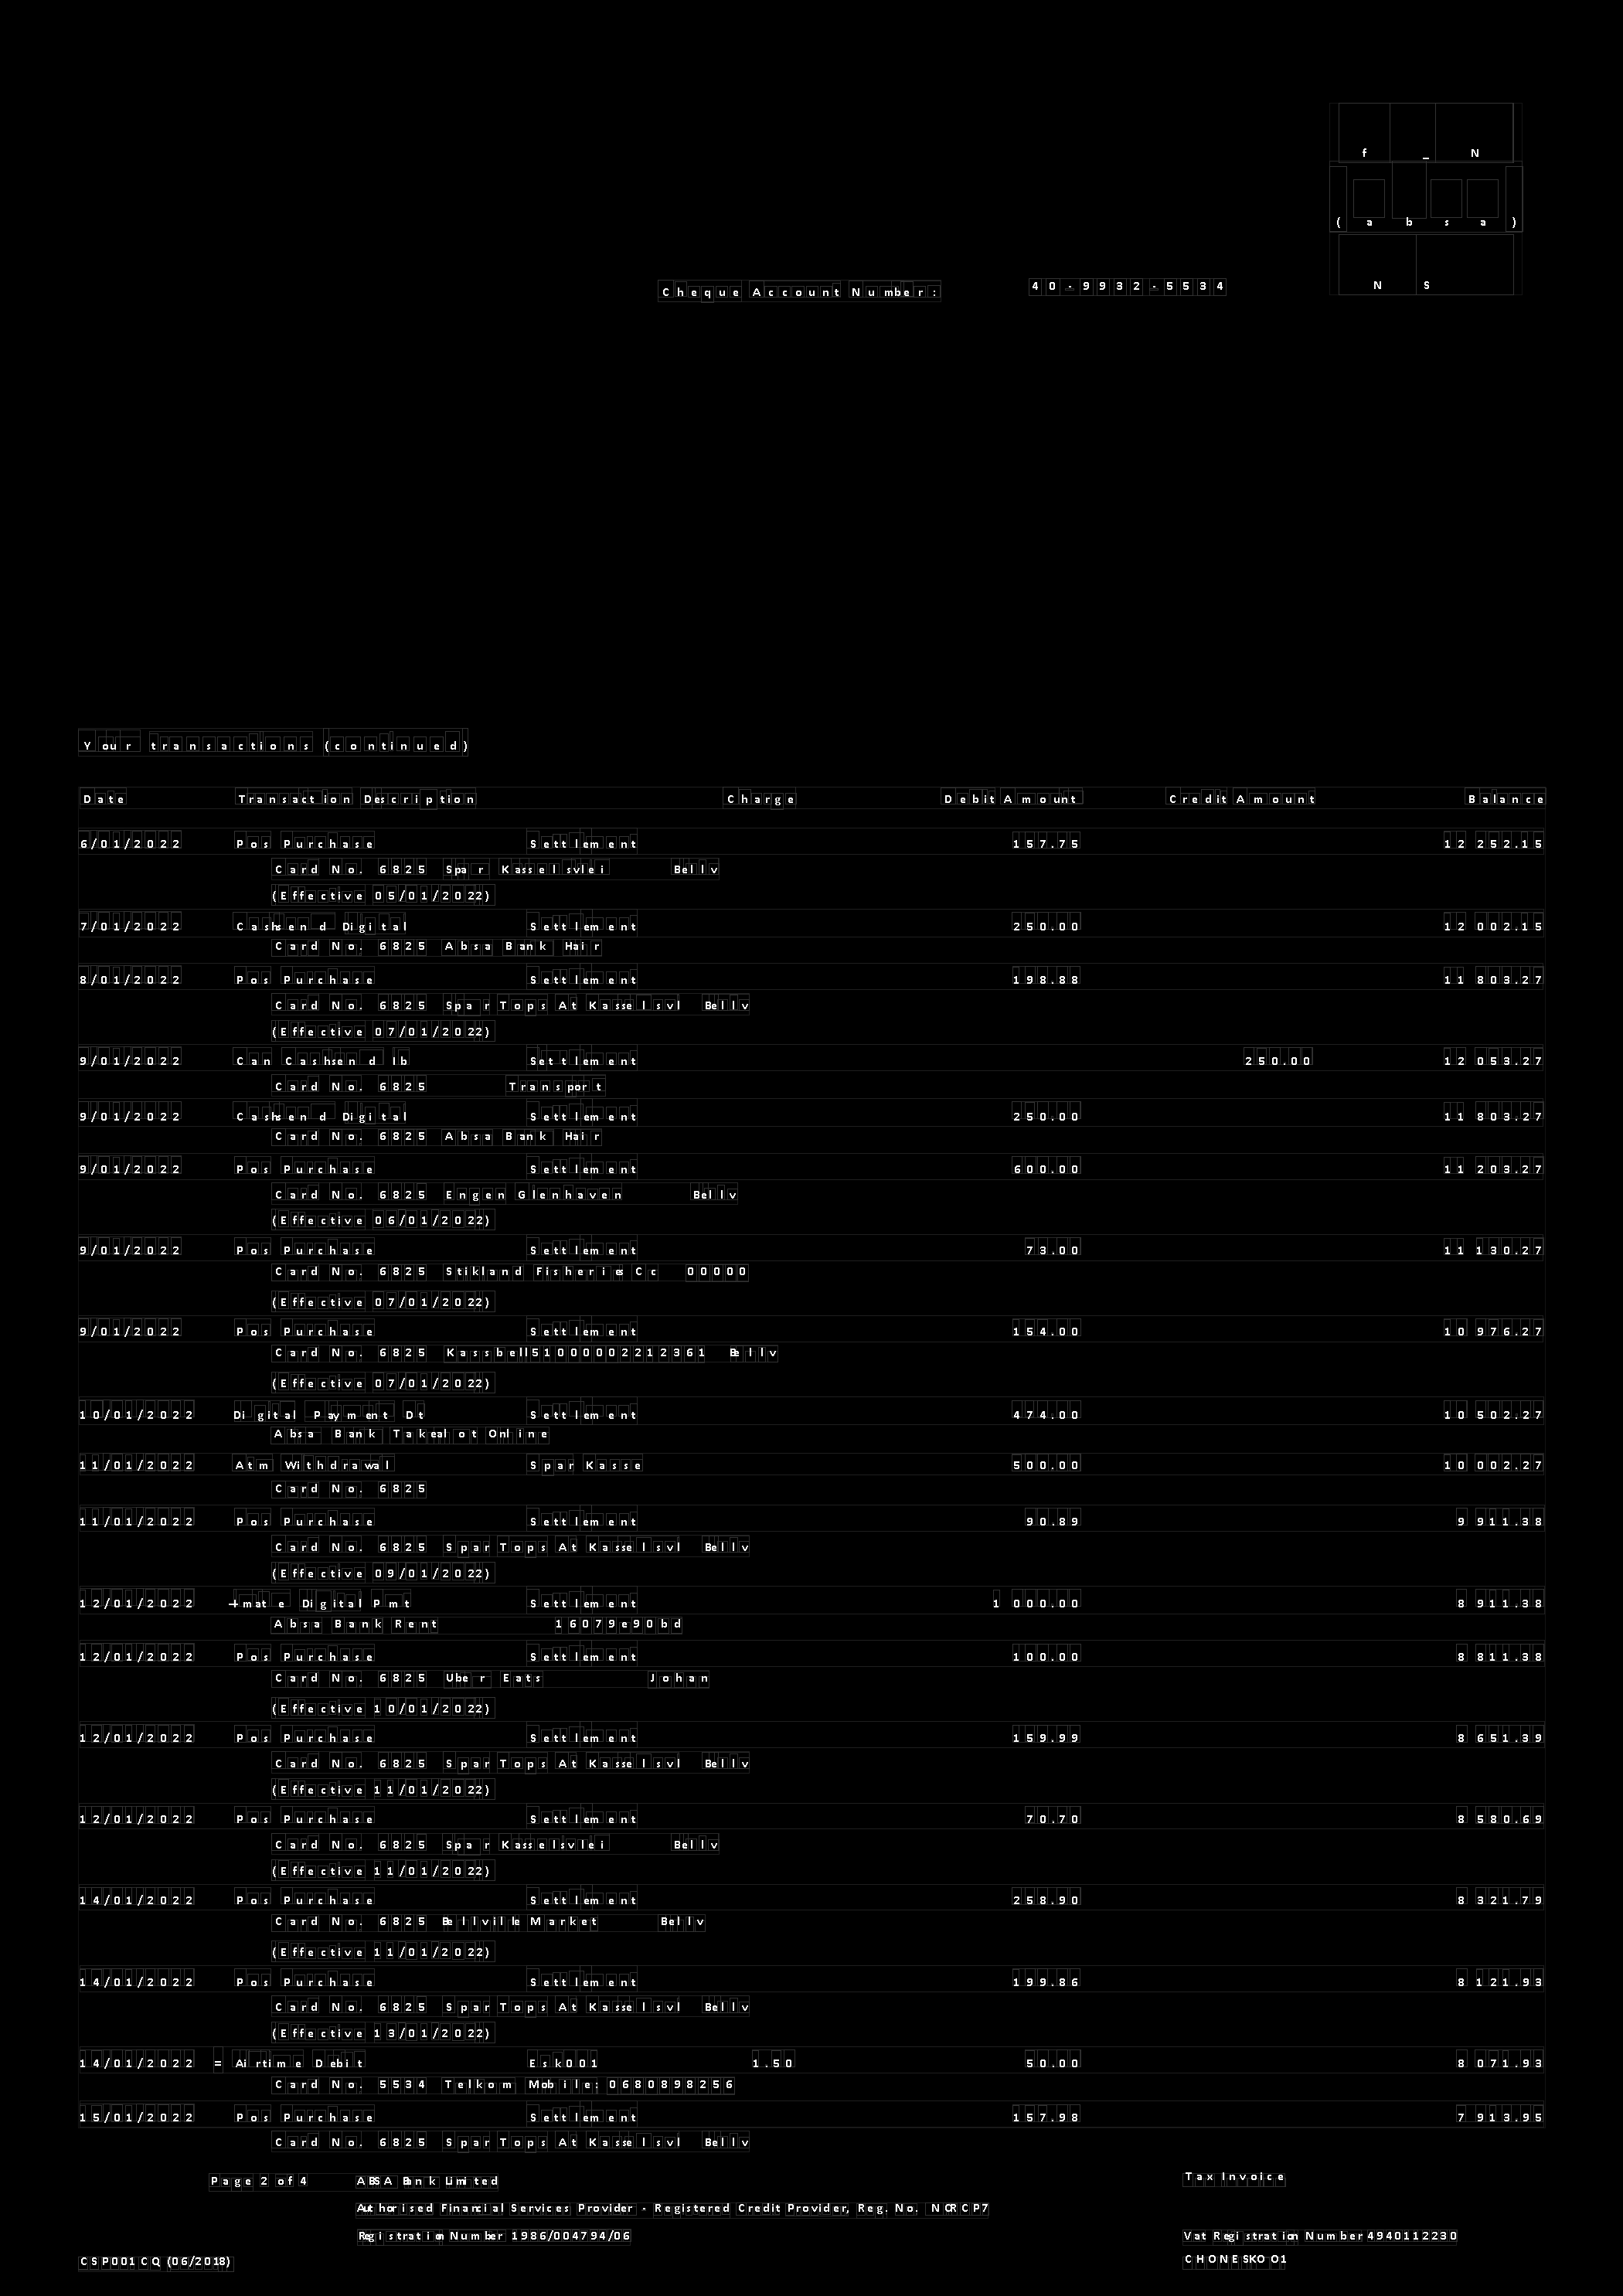 f _ N
( a b s a )
N S
Cheque Account Number: 40-9932-5534
Your transactions (continued)
Date Transaction Description Charge Debit Amount Credit Amount Balance
6/01/2022 Pos Purchase Settlement 157.75 12 252.15
Card No. 6825 Spar Kasselsvlei Bellv
(Effective 05/01/2022)
7/01/2022 Cashsend Digital Settlement 250.00 12 002.15
Card No. 6825 Absa Bank Hair
8/01/2022 Pos Purchase Settlement 198.88 11 803.27
Card No. 6825 Spar Tops At Kasselsvl Bellv
(Effective 07/01/2022)
9/01/2022 Can Cashsend Ib Settlement 250.00 12 053.27
Card No. 6825 Transport
9/01/2022 Cashsend Digital Settlement 250.00 11 803.27
Card No. 6825 Absa Bank Hair
9/01/2022 Pos Purchase Settlement 600.00 11 203.27
Card No. 6825 Engen Glenhaven Bellv
(Effective 06/01/2022)
9/01/2022 Pos Purchase Settlement 73.00 11 130.27
Card No. 6825 Stikland Fisheries Cc 00000
(Effective 07/01/2022)
9/01/2022 Pos Purchase Settlement 154.00 10 976.27
Card No. 6825 Kassbell51000002212361 Bellv
(Effective 07/01/2022)
10/01/2022 Digital Payment Dt Settlement 474.00 10 502.27
Absa Bank Takealot Online
11/01/2022 Atm Withdrawal Spar Kasse 500.00 10 002.27
Card No. 6825
11/01/2022 Pos Purchase Settlement 90.89 9 911.38
Card No. 6825 Spar Tops At Kasselsvl Bellv
(Effective 09/01/2022)
12/01/2022 +mate Digital Pmt Settlement 1 000.00 8 911.38
Absa Bank Rent 16079e90bd
12/01/2022 Pos Purchase Settlement 100.00 8 811.38
Card No. 6825 Uber Eats Johan
(Effective 10/01/2022)
12/01/2022 Pos Purchase Settlement 159.99 8 651.39
Card No. 6825 Spar Tops At Kasselsvl Bellv
(Effective 11/01/2022)
12/01/2022 Pos Purchase Settlement 70.70 8 580.69
Card No. 6825 Spar Kasselsvlei Bellv
(Effective 11/01/2022)
14/01/2022 Pos Purchase Settlement 258.90 8 321.79
Card No. 6825 Bellville Market Bellv
(Effective 11/01/2022)
14/01/2022 Pos Purchase Settlement 199.86 8 121.93
Card No. 6825 Spar Tops At Kasselsvl Bellv
(Effective 13/01/2022)
14/01/2022 = Airtime Debit Esk001 1.50 50.00 8 071.93
Card No. 5534 Telkom Mobile: 0680898256
15/01/2022 Pos Purchase Settlement 157.98 7 913.95
Card No. 6825 Spar Tops At Kasselsvl Bellv
Page 2 of 4 ABSA Bank Limited Tax Invoice
Authorised Financial Services Provider - Registered Credit Provider, Reg. No. NCRCP7
Registration Number 1986/004794/06 Vat Registration Number 4940112230
CSP001CQ (06/2018) CHONESKO O1